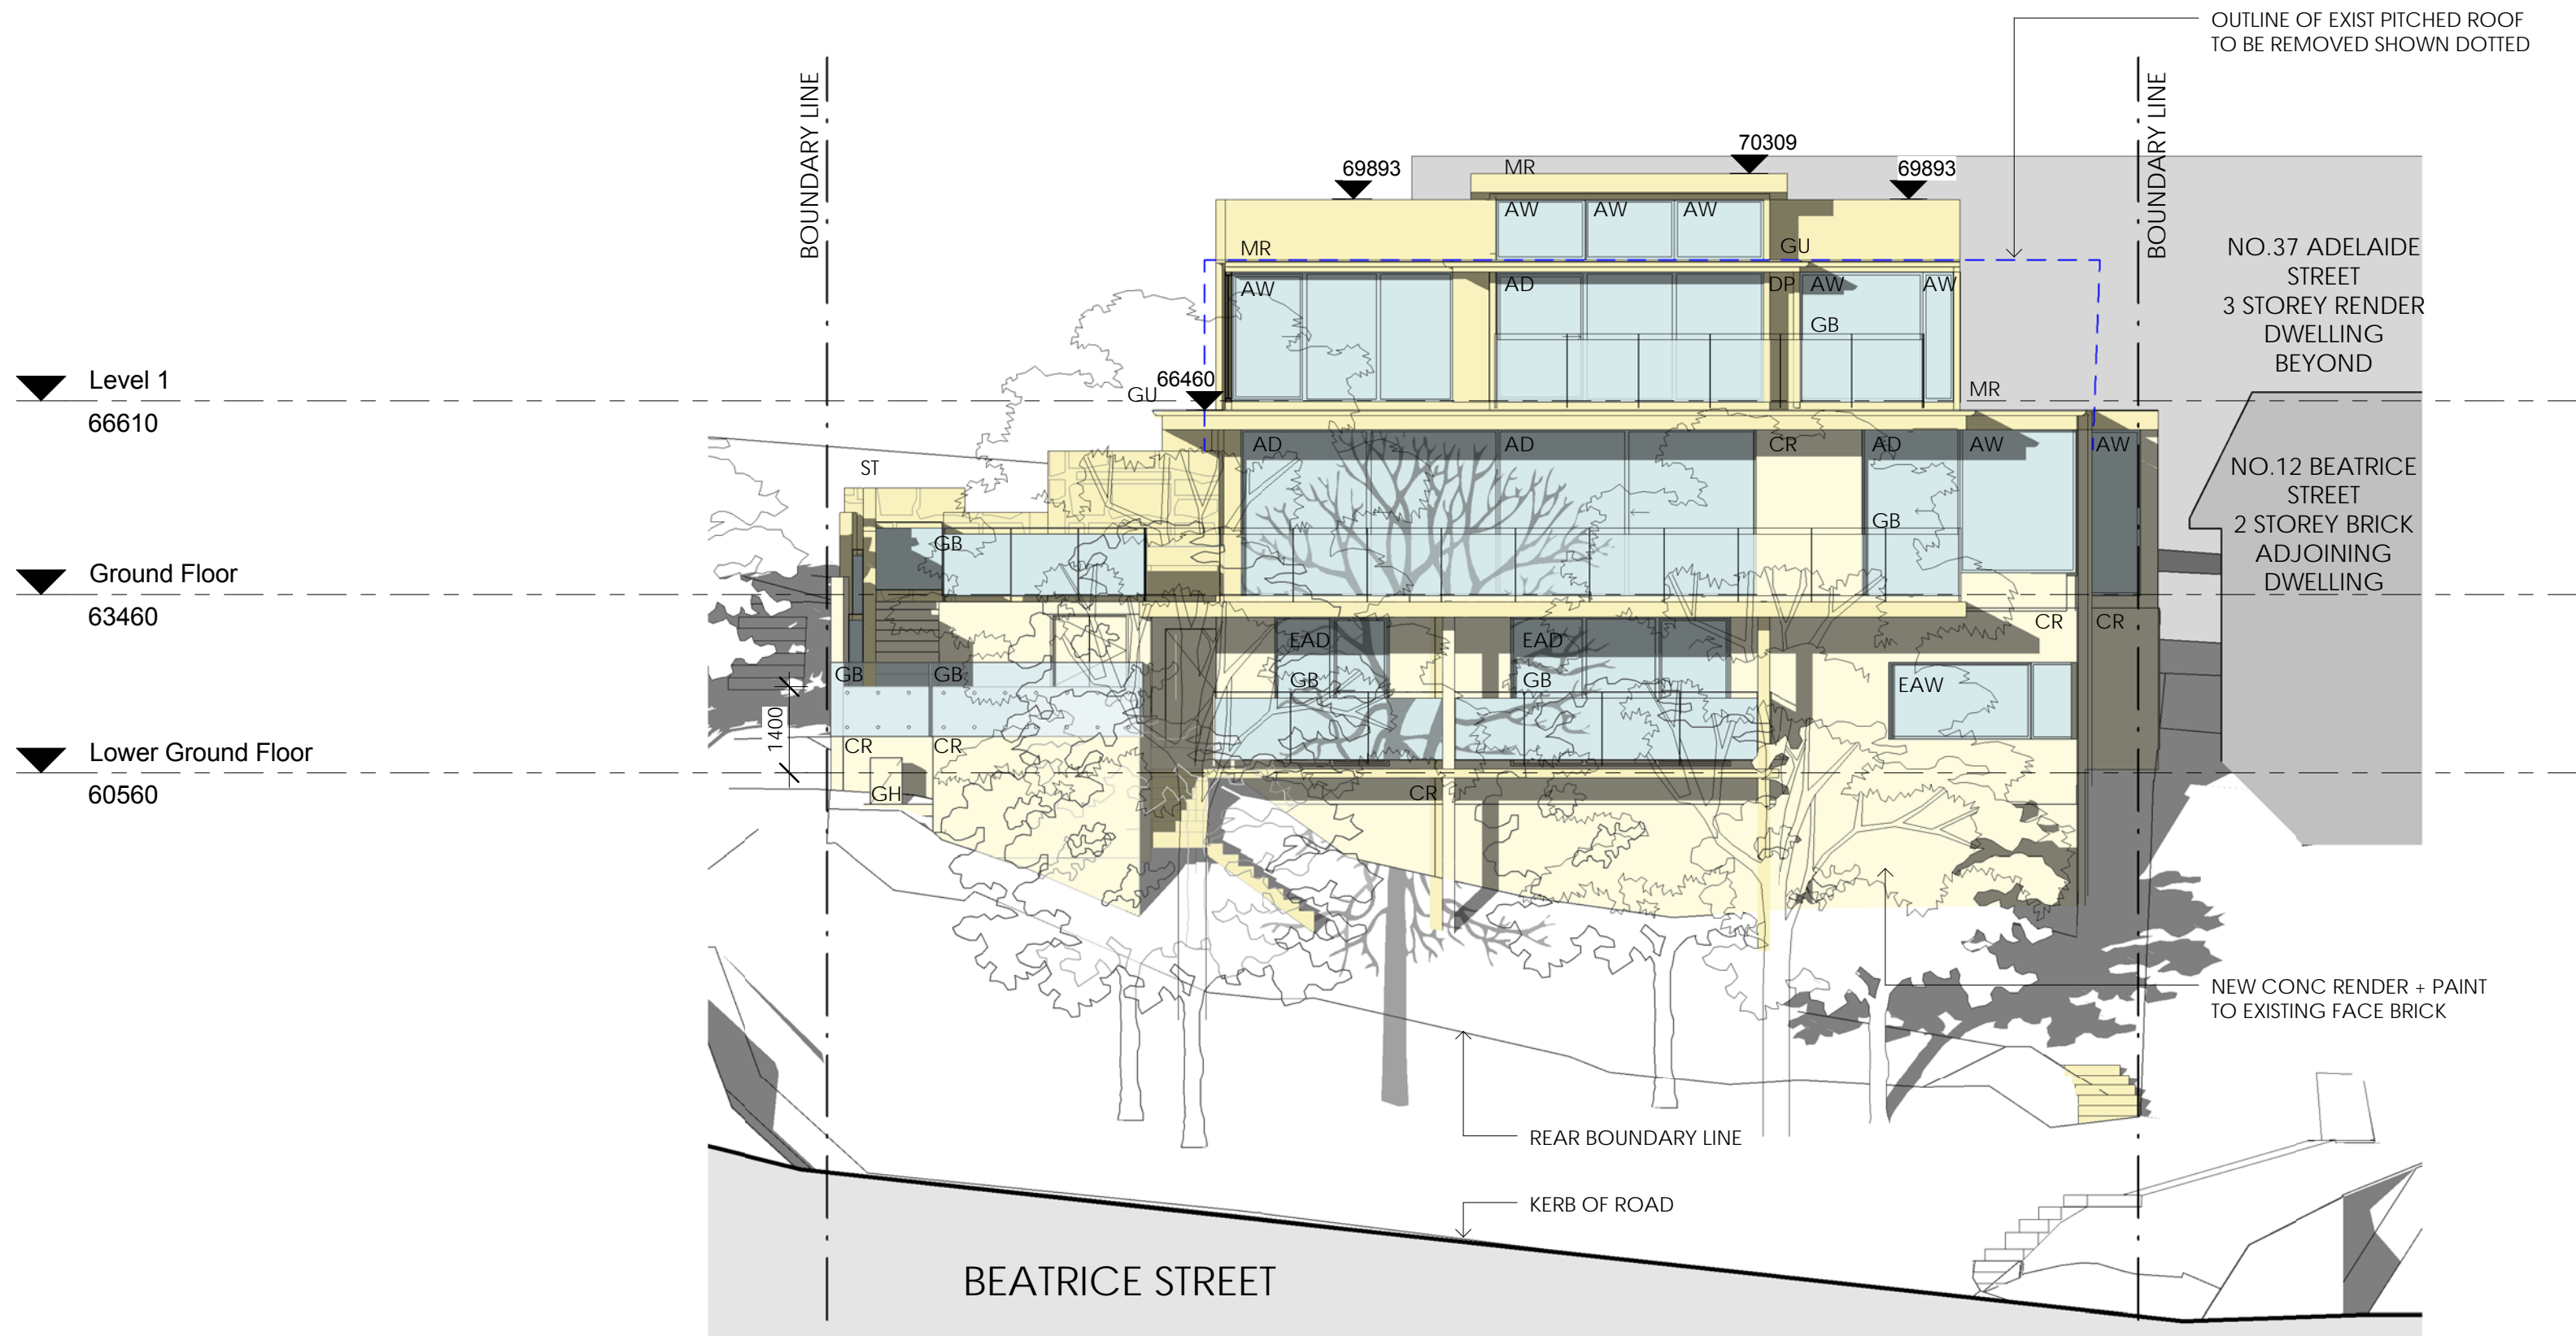 OUTLINE OF EXIST PITCHED ROOF
TO BE REMOVED SHOWN DOTTED
BOUNDARY LINE
BOUNDARY LINE
70309
69893
69893
MR
AW AW AW
MR
GU
AW
AD
DP AW
AW
GB
NO.37 ADELAIDE
STREET
3 STOREY RENDER
DWELLING
BEYOND
Level 1
66610
66460
GU
MR
AD
AD
CR
AD
AW
AW
ST
GB
GB
NO.12 BEATRICE
STREET
2 STOREY BRICK
ADJOINING
DWELLING
Ground Floor
63460
EAD
EAD
CR
CR
GB
GB
GB
GB
EAW
1400
CR
CR
Lower Ground Floor
60560
GH
CR
NEW CONC RENDER + PAINT
TO EXISTING FACE BRICK
REAR BOUNDARY LINE
KERB OF ROAD
BEATRICE STREET